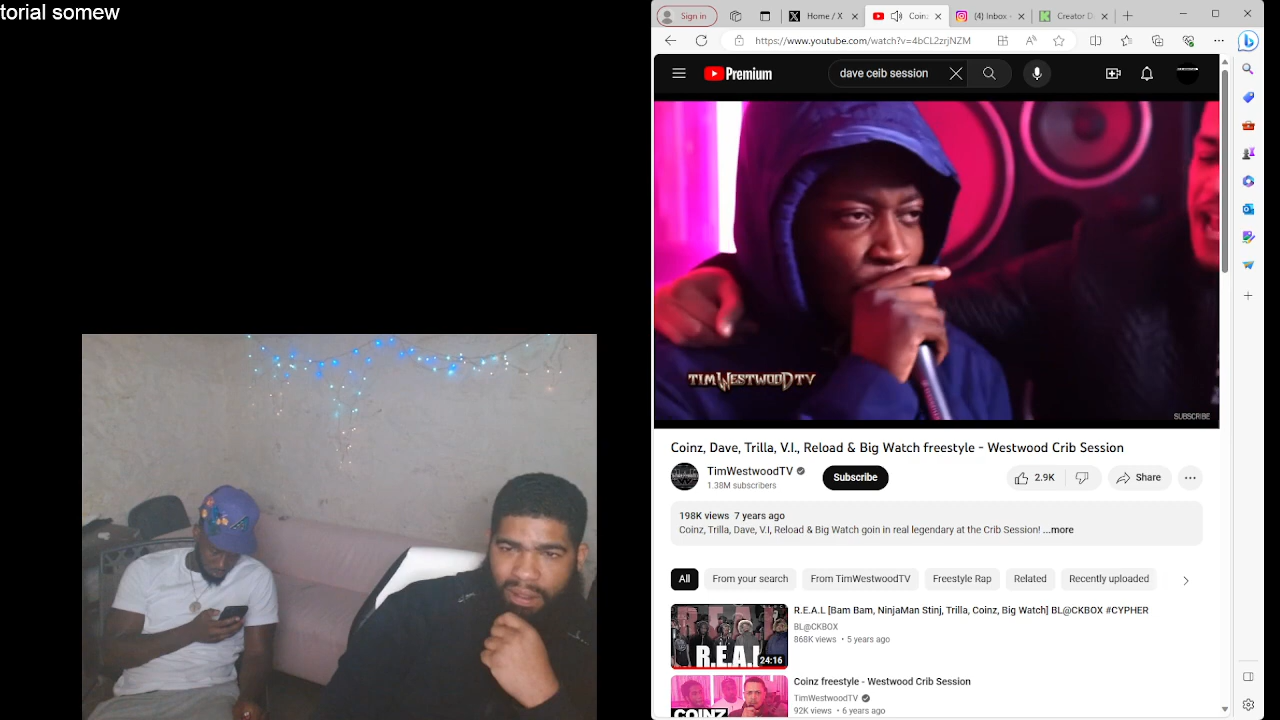 torial somew
Sign in
Home / X
Coinz
(4) Inbox -
Creator D
https://www.youtube.com/watch?v=4bCL2zrjNZM
Premium
dave ceib session
TIMWESTWOODTV
SUBSCRIBE
Coinz, Dave, Trilla, V.I., Reload & Big Watch freestyle - Westwood Crib Session
TimWestwoodTV
1.38M subscribers
Subscribe
2.9K
Share
198K views 7 years ago
Coinz, Trilla, Dave, V.I, Reload & Big Watch goin in real legendary at the Crib Session! ...more
All
From your search
From TimWestwoodTV
Freestyle Rap
Related
Recently uploaded
R.E.A.L [Bam Bam, NinjaMan Stinj, Trilla, Coinz, Big Watch] BL@CKBOX #CYPHER
BL@CKBOX
868K views • 5 years ago
R.E.A.L
24:16
Coinz freestyle - Westwood Crib Session
TimWestwoodTV
92K views • 6 years ago
COINZ